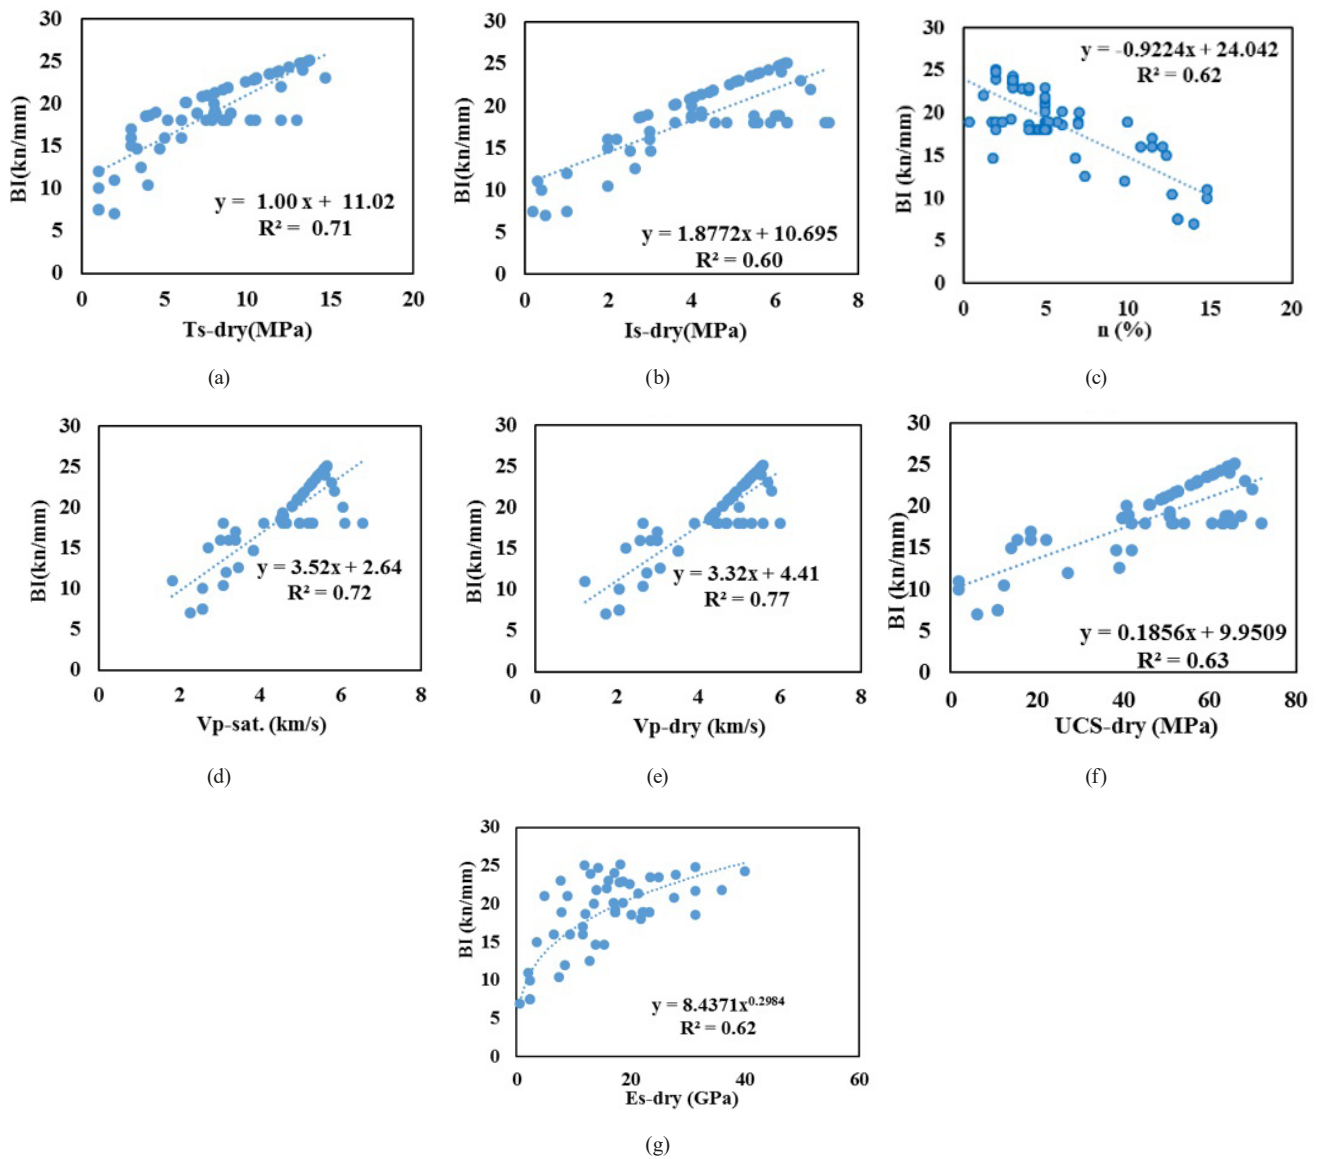 30
25
20
15
10
5
0
BI(kn/mm)
y = 1.00 x + 11.02
R² = 0.71
0 5 10 15 20
Ts-dry(MPa)
(a)
30
25
20
15
10
5
0
BI(kn/mm)
y = 1.8772x + 10.695
R² = 0.60
0 2 4 6 8
Is-dry(MPa)
(b)
30
25
20
15
10
5
0
BI (kn/mm)
y = -0.9224x + 24.042
R² = 0.62
0 5 10 15 20
n (%)
(c)
30
25
20
15
10
5
0
BI(kn/mm)
y = 3.52x + 2.64
R² = 0.72
0 2 4 6 8
Vp-sat. (km/s)
(d)
30
25
20
15
10
5
0
BI(kn/mm)
y = 3.32x + 4.41
R² = 0.77
0 2 4 6 8
Vp-dry (km/s)
(e)
30
25
20
15
10
5
0
BI (kn/mm)
y = 0.1856x + 9.9509
R² = 0.63
0 20 40 60 80
UCS-dry (MPa)
(f)
30
25
20
15
10
5
0
BI (kn/mm)
y = 8.4371x^0.2984
R² = 0.62
0 20 40 60
Es-dry (GPa)
(g)